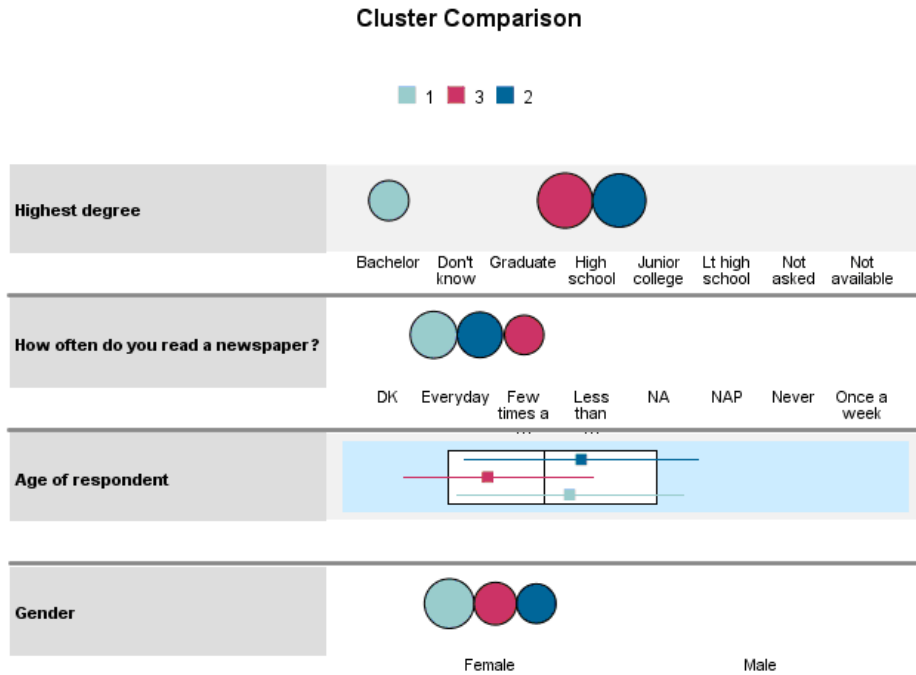 Cluster Comparison
1 3 2
Highest degree
Bachelor Don't know Graduate High school Junior college Lt high school Not asked Not available
How often do you read a newspaper?
DK Everyday Few times a ... Less than ... NA NAP Never Once a week
Age of respondent
Gender
Female Male